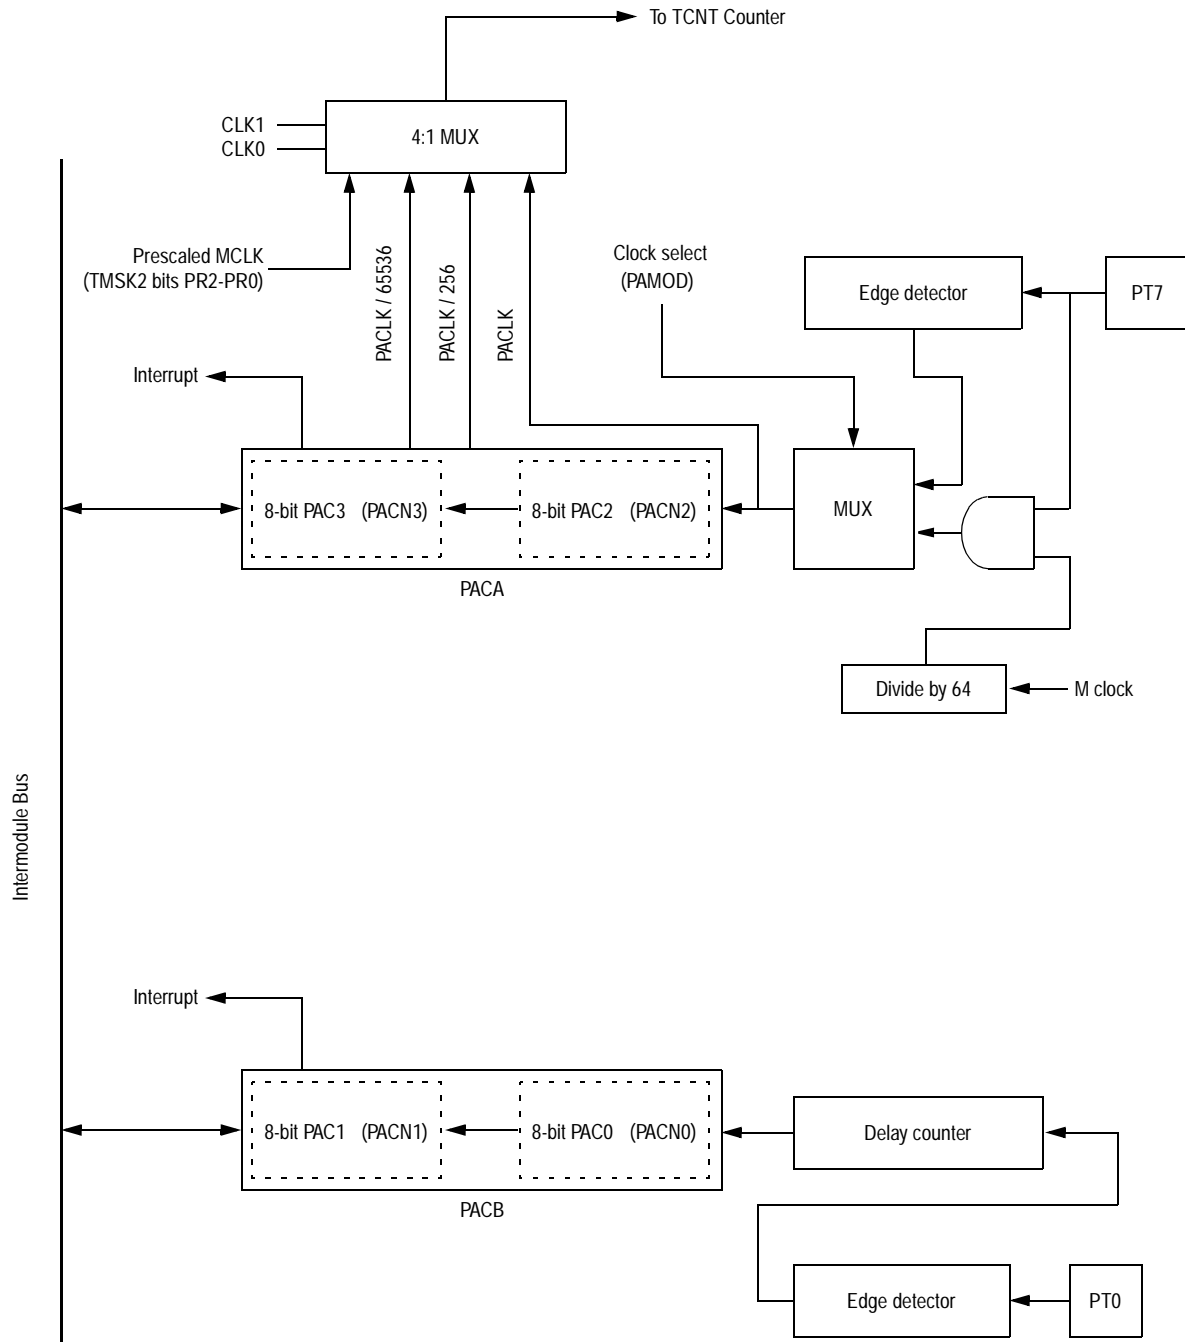 To TCNT Counter
CLK1
CLK0
4:1 MUX
Prescaled MCLK
(TMSK2 bits PR2-PR0)
PACLK / 65536
PACLK / 256
PACLK
Clock select
(PAMOD)
Edge detector
PT7
Interrupt
8-bit PAC3 (PACN3)
8-bit PAC2 (PACN2)
MUX
PACA
Divide by 64
M clock
Intermodule Bus
Interrupt
8-bit PAC1 (PACN1)
8-bit PAC0 (PACN0)
Delay counter
PACB
Edge detector
PT0